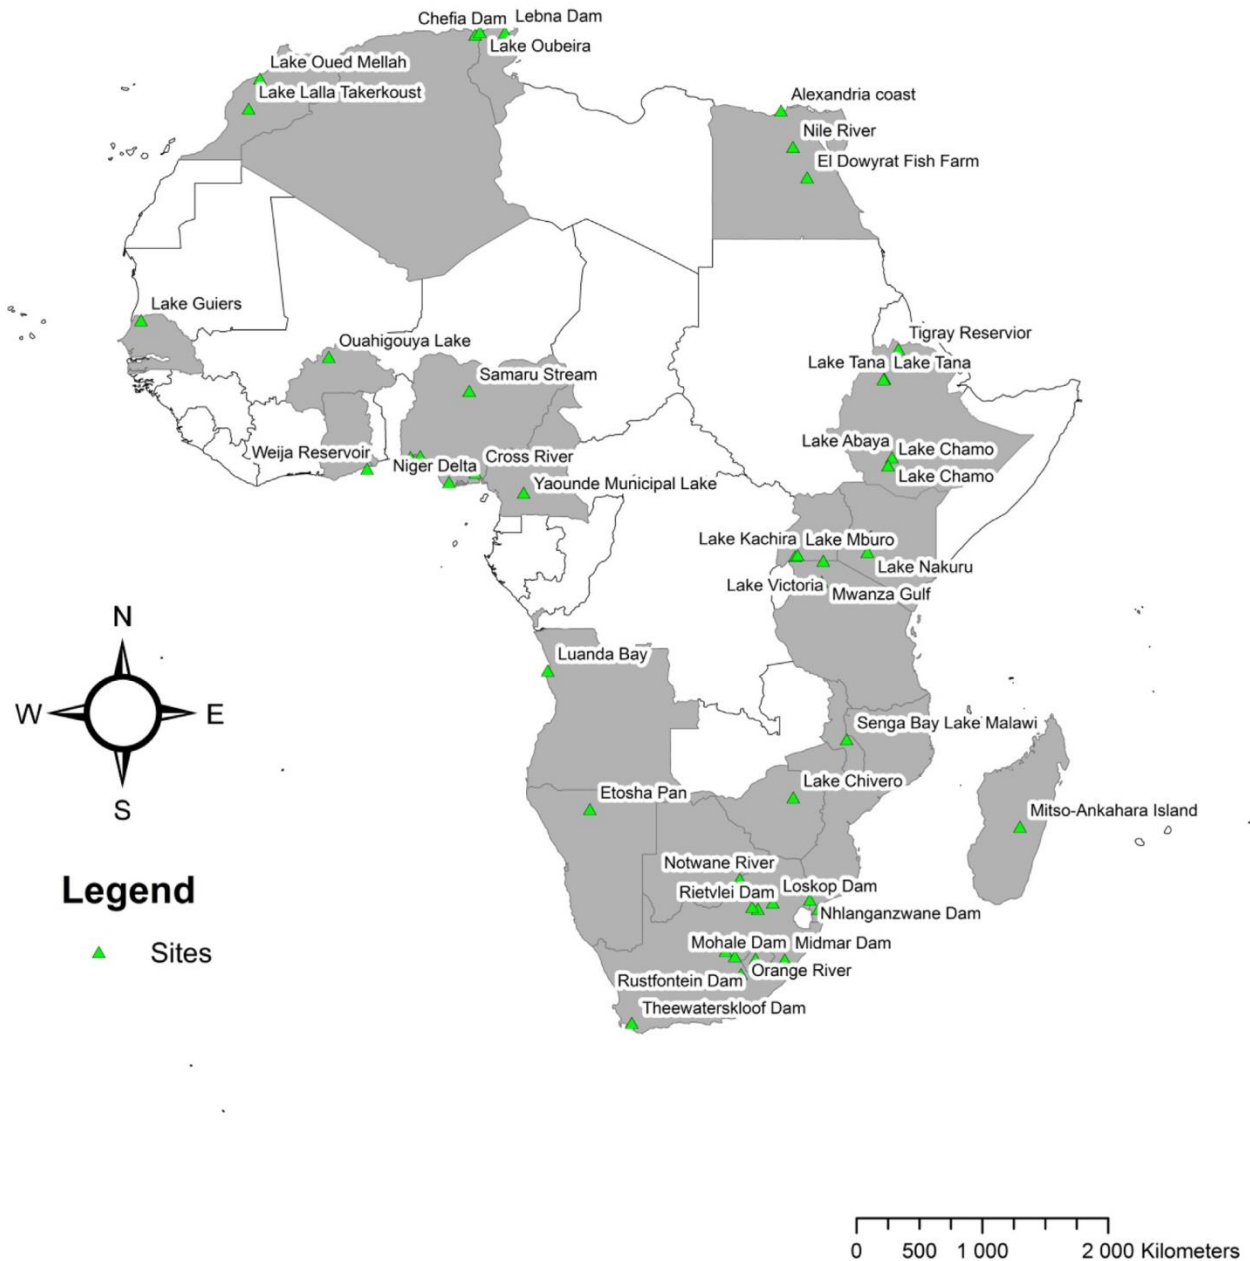 Chefia Dam
Lebna Dam
Lake Oubeira
Lake Oued Mellah
Lake Lalla Takerkoust
Alexandria coast
Nile River
El Dowyrat Fish Farm
Lake Guiers
Ouahigouya Lake
Samaru Stream
Tigray Reservior
Lake Tana
Lake Tana
Lake Abaya
Lake Chamo
Lake Chamo
Weija Reservoir
Niger Delta
Cross River
Yaounde Municipal Lake
Lake Kachira
Lake Mburo
Lake Nakuru
Lake Victoria
Mwanza Gulf
N
W
E
S
Luanda Bay
Senga Bay Lake Malawi
Lake Chivero
Etosha Pan
Mitso-Ankahara Island
Notwane River
Rietvlei Dam
Loskop Dam
Nhlanganzwane Dam
Mohale Dam
Midmar Dam
Orange River
Rustfontein Dam
Theewaterskloof Dam
Legend
Sites
0 500 1 000 2 000 Kilometers